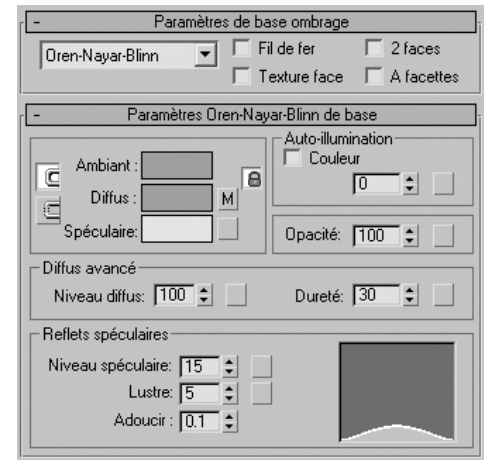 - Paramètres de base ombrage
Oren-Nayar-Blinn
Fil de fer
2 faces
Texture face
A facettes
- Paramètres Oren-Nayar-Blinn de base
Ambiant :
Diffus : M
Spéculaire:
Auto-illumination
Couleur
0
Opacité: 100
Diffus avancé
Niveau diffus: 100 Dureté: 30
Reflets spéculaires
Niveau spéculaire: 15
Lustre: 5
Adoucir : 0.1